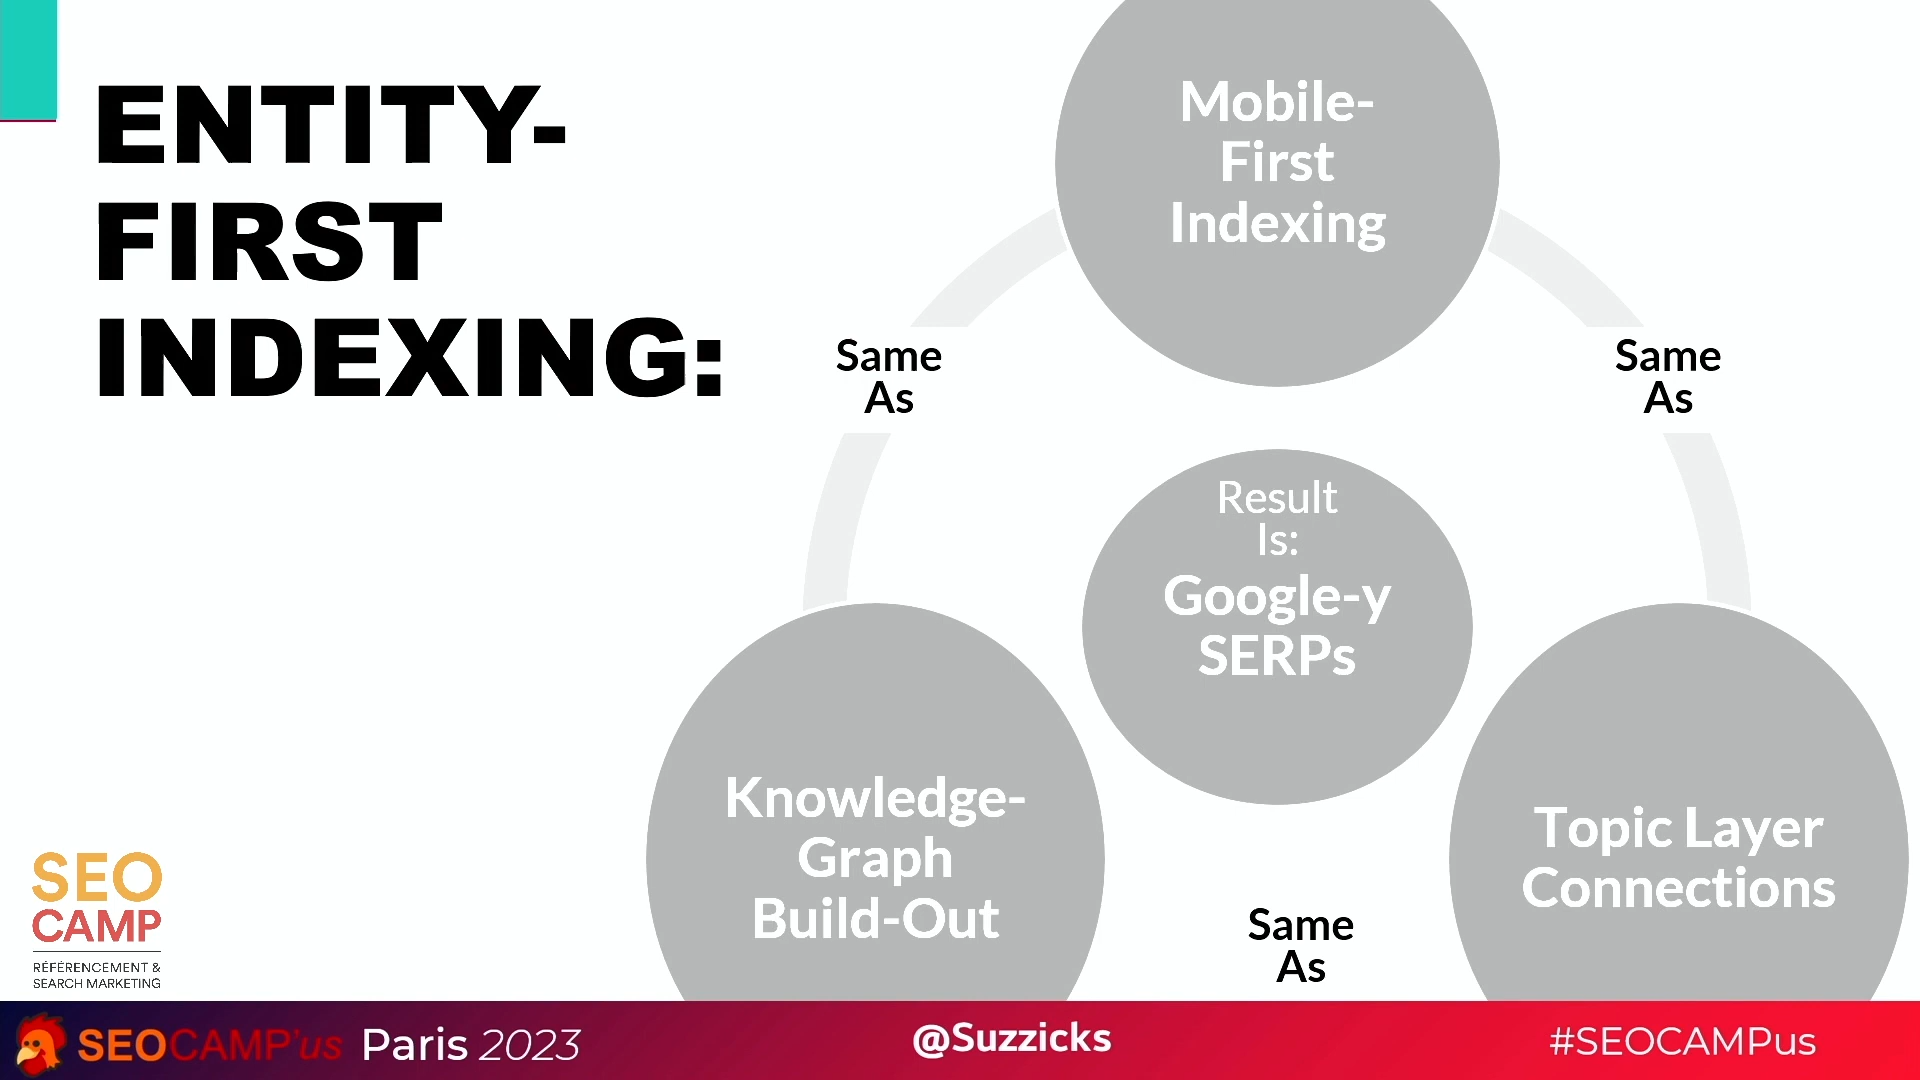 ENTITY-
FIRST
INDEXING:
Mobile-
First
Indexing
Same
As
Same
As
Result
Is:
Google-y
SERPs
Knowledge-
Graph
Build-Out
Topic Layer
Connections
Same
As
SEO
CAMP
RÉFÉRENCEMENT &
SEARCH MARKETING
SEOCAMP'us Paris 2023
@Suzzicks
#SEOCAMPus